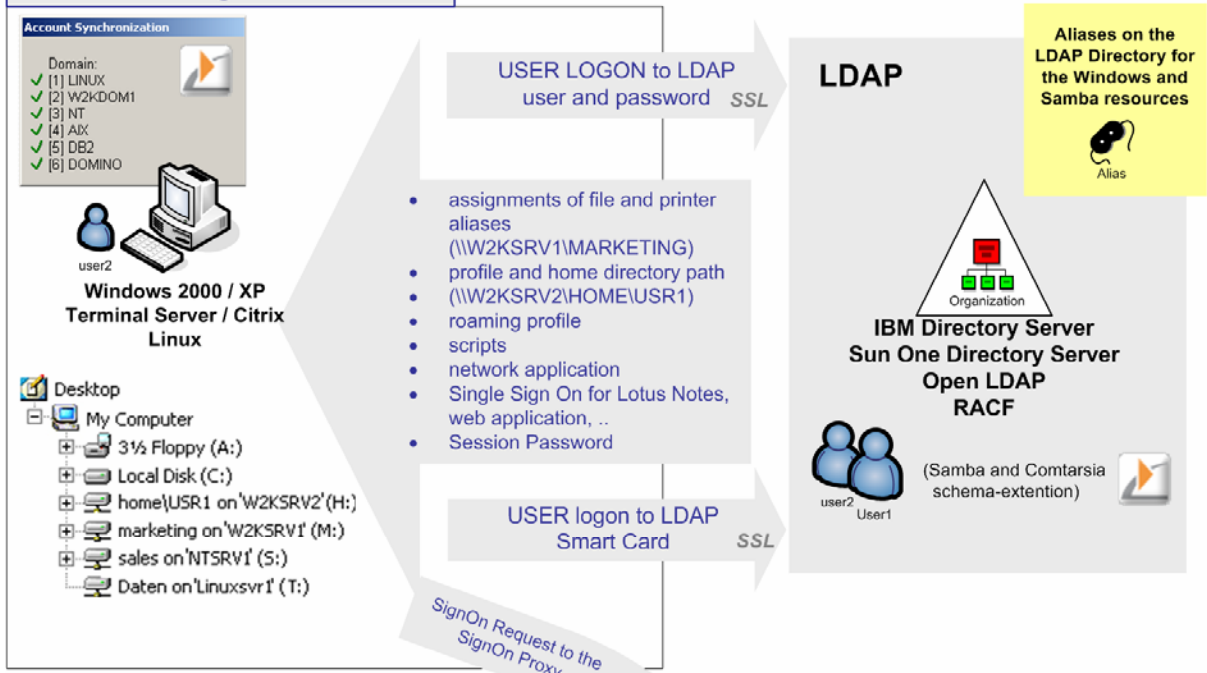 Account Synchronization
Domain:
[1] LINUX
[2] W2KDOM1
[3] NT
[4] AIX
[5] DB2
[6] DOMINO
user2
Windows 2000 / XP
Terminal Server / Citrix
Linux
Desktop
My Computer
3½ Floppy (A:)
Local Disk (C:)
home\USR1 on 'W2KSRV2' (H:)
marketing on 'W2KSRV1' (M:)
sales on 'NTSRV1' (S:)
Daten on 'Linuxsvr1' (T:)
USER LOGON to LDAP
user and password SSL
• assignments of file and printer
aliases
(\\W2KSRV1\MARKETING)
• profile and home directory path
• (\\W2KSRV2\HOME\USR1)
• roaming profile
• scripts
• network application
• Single Sign On for Lotus Notes,
web application, ..
• Session Password
USER logon to LDAP
Smart Card SSL
SignOn Request to the
SignOn Proxy
LDAP
Aliases on the
LDAP Directory for
the Windows and
Samba resources
Alias
Organization
IBM Directory Server
Sun One Directory Server
Open LDAP
RACF
(Samba and Comtarsia
schema-extention)
user2
User1